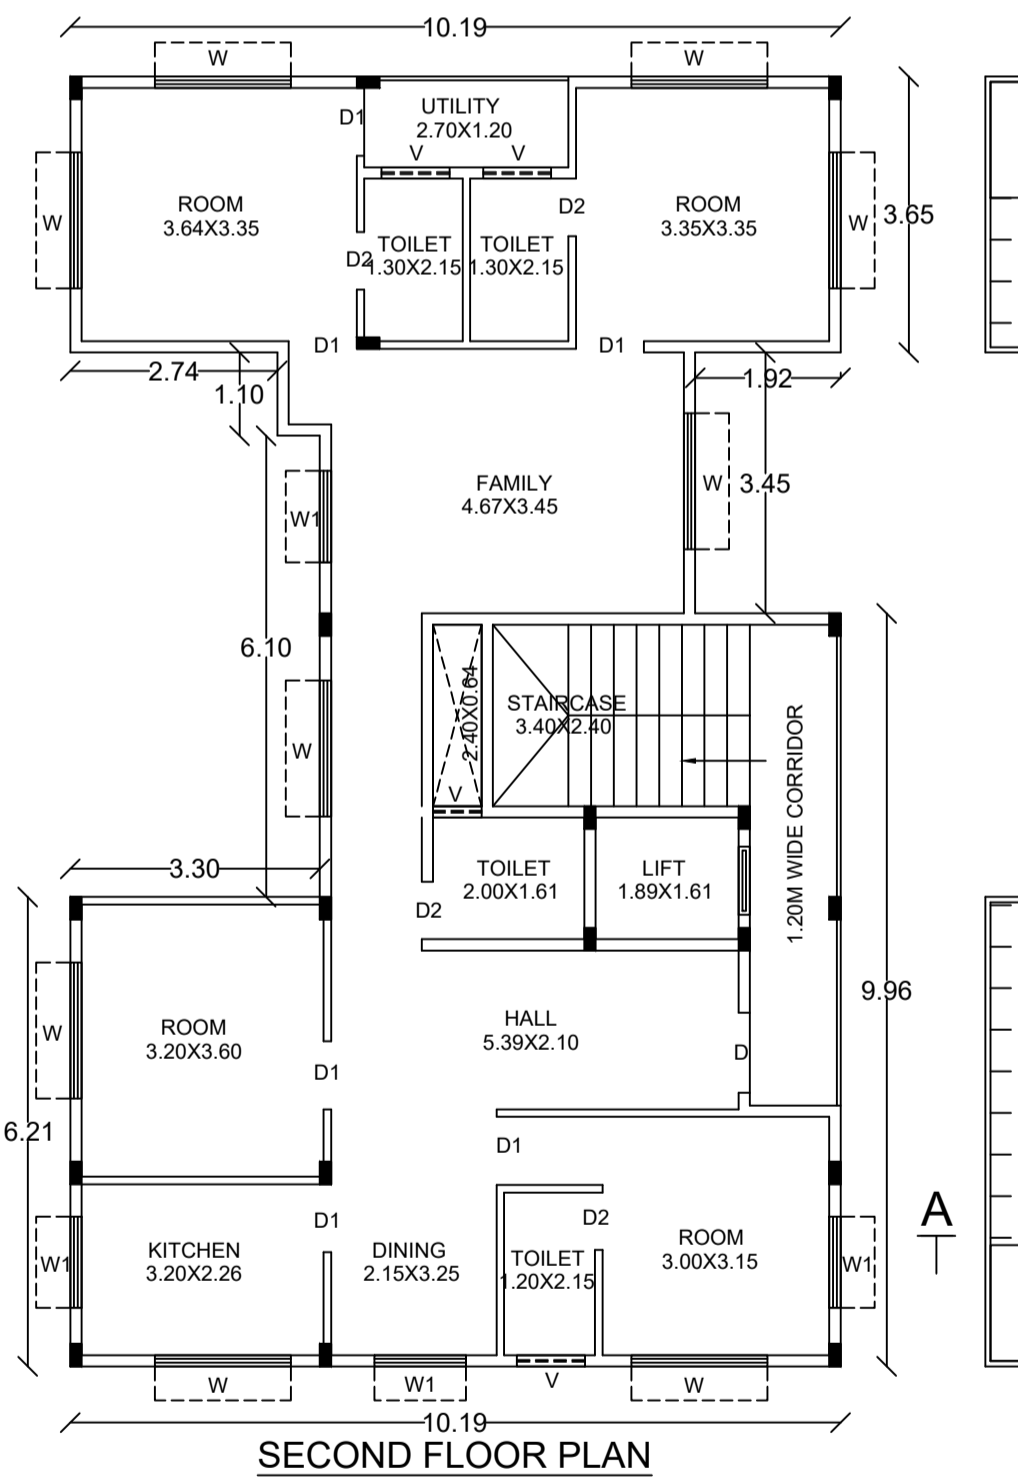 10.19
W
W
D1
UTILITY
2.70X1.20
V
V
W
ROOM
3.64X3.35
D2
TOILET
1.30X2.15
TOILET
1.30X2.15
D2
ROOM
3.35X3.35
W
3.65
D1
D1
2.74
1.10
1.92
W1
FAMILY
4.67X3.45
W
3.45
6.10
W
2.40X0.64
V
STAIRCASE
3.40X2.40
1.20M WIDE CORRIDOR
3.30
TOILET
2.00X1.61
LIFT
1.89X1.61
D2
W
ROOM
3.20X3.60
D1
HALL
5.39X2.10
D
9.96
6.21
D1
D1
D2
A
W1
KITCHEN
3.20X2.26
DINING
2.15X3.25
TOILET
1.20X2.15
ROOM
3.00X3.15
W1
W
W1
V
W
10.19
SECOND FLOOR PLAN